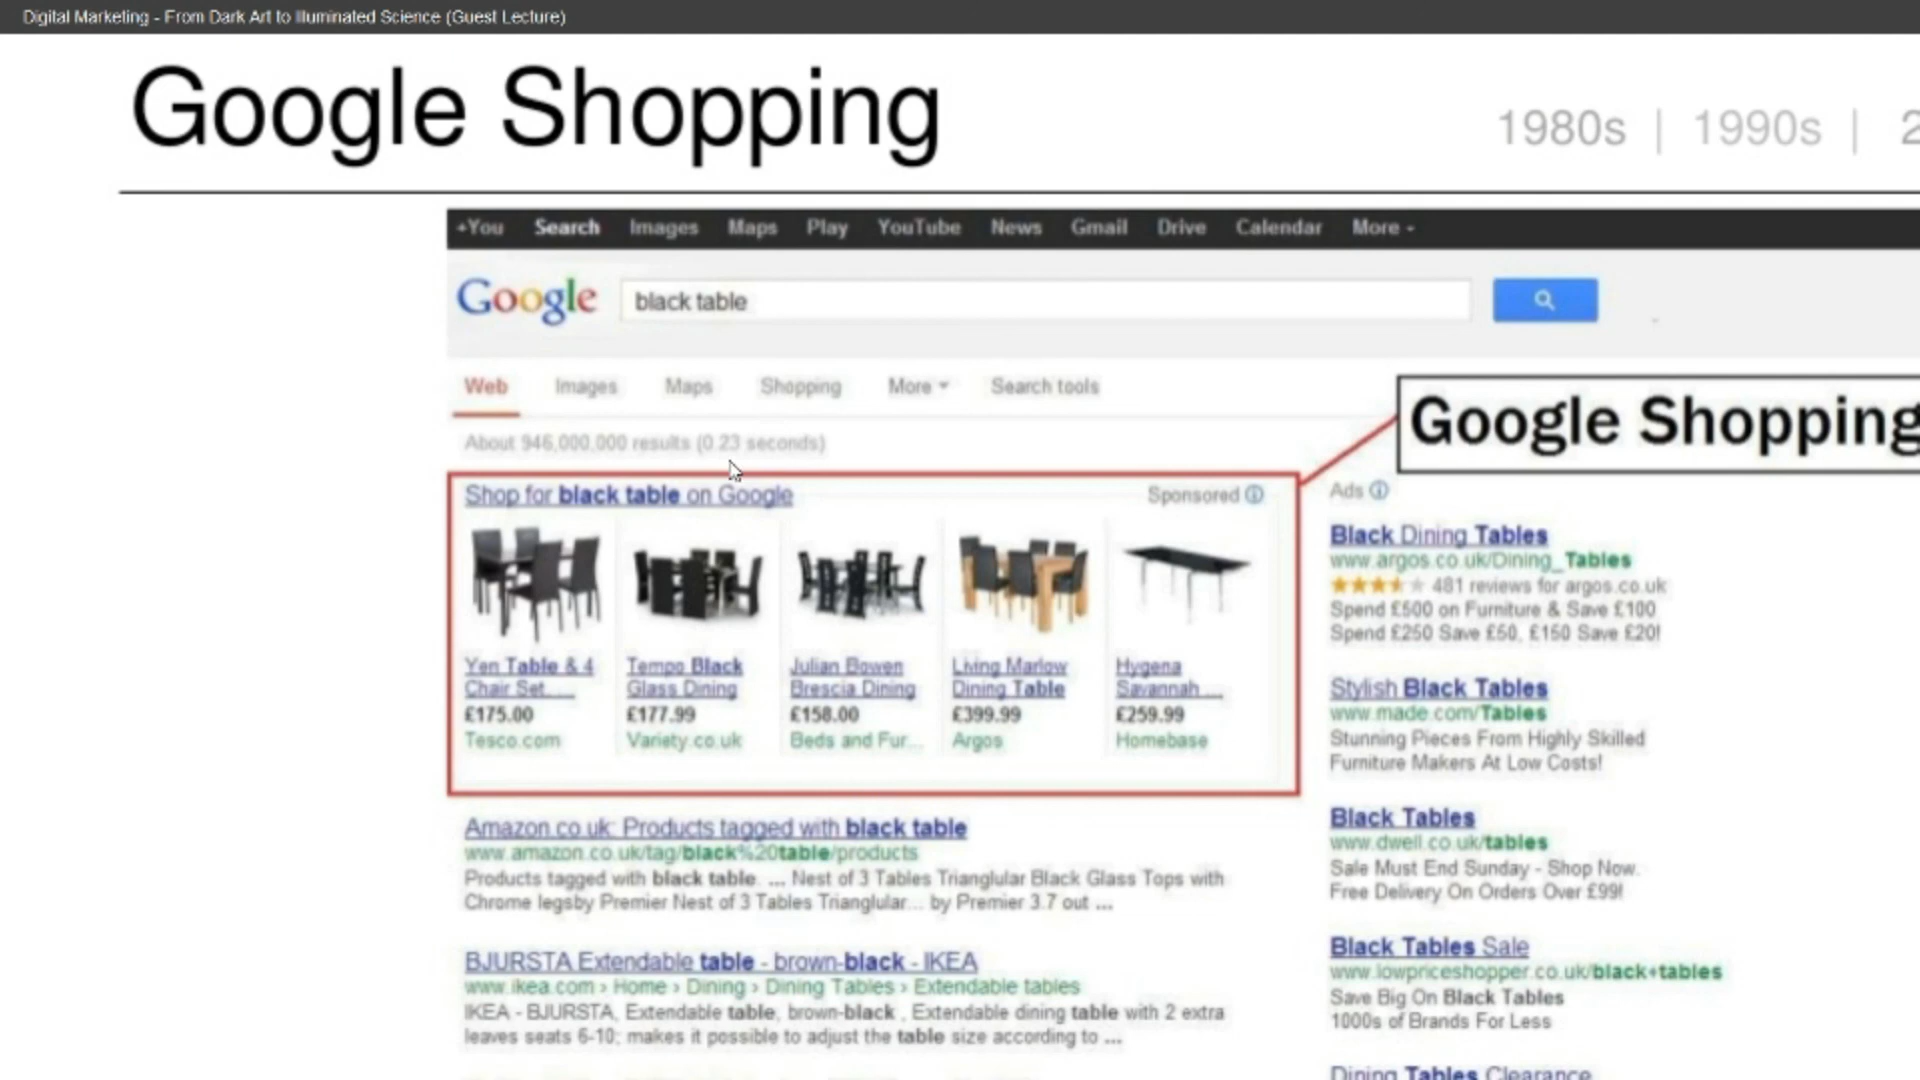 Digital Marketing - From Dark Art to Illuminated Science (Guest Lecture)
Google Shopping
1980s | 1990s | 2
+You Search Images Maps Play YouTube News Gmail Drive Calendar More
Google
black table
Web Images Maps Shopping More Search tools
About 946,000,000 results (0.23 seconds)
Google Shopping
Shop for black table on Google
Sponsored
Yen Table & 4
Chair Set ...
£175.00
Tesco.com
Tempo Black
Glass Dining
£177.99
Variety.co.uk
Julian Bowen
Brescia Dining
£158.00
Beds and Fur...
Living Marlow
Dining Table
£399.99
Argos
Hygena
Savannah ...
£259.99
Homebase
Amazon.co.uk: Products tagged with black table
www.amazon.co.uk/tag/black%20table/products
Products tagged with black table. ... Nest of 3 Tables Trianglular Black Glass Tops with
Chrome legsby Premier Nest of 3 Tables Trianglular... by Premier 3.7 out ...
BJURSTA Extendable table - brown-black - IKEA
www.ikea.com › Home › Dining › Dining Tables › Extendable tables
IKEA - BJURSTA, Extendable table, brown-black , Extendable dining table with 2 extra
leaves seats 6-10; makes it possible to adjust the table size according to ...
Ads
Black Dining Tables
www.argos.co.uk/Dining_Tables
481 reviews for argos.co.uk
Spend £500 on Furniture & Save £100
Spend £250 Save £50, £150 Save £20!
Stylish Black Tables
www.made.com/Tables
Stunning Pieces From Highly Skilled
Furniture Makers At Low Costs!
Black Tables
www.dwell.co.uk/tables
Sale Must End Sunday - Shop Now.
Free Delivery On Orders Over £99!
Black Tables Sale
www.lowpriceshopper.co.uk/black+tables
Save Big On Black Tables
1000s of Brands For Less
Dining Tables Clearance